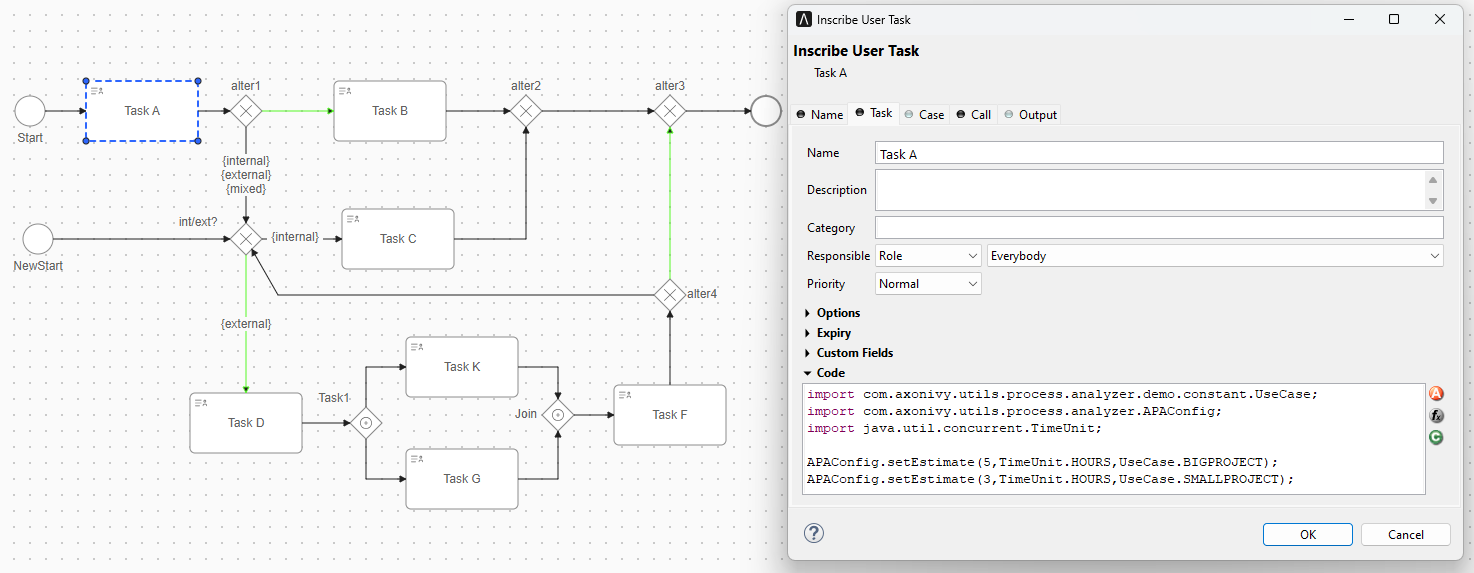 alter1
alter2
alter3
Task A
Task B
Start
{internal}
{external}
{mixed}
int/ext?
{internal}
Task C
NewStart
alter4
{external}
Task K
Task1
Task D
Join
Task F
Task G
Inscribe User Task
Inscribe User Task
Task A
Name Task Case Call Output
Name Task A
Description
Category
Responsible Role Everybody
Priority Normal
Options
Expiry
Custom Fields
Code
import com.axonivy.utils.process.analyzer.demo.constant.UseCase;
import com.axonivy.utils.process.analyzer.APAConfig;
import java.util.concurrent.TimeUnit;
APAConfig.setEstimate(5,TimeUnit.HOURS,UseCase.BIGPROJECT);
APAConfig.setEstimate(3,TimeUnit.HOURS,UseCase.SMALLPROJECT);
OK Cancel